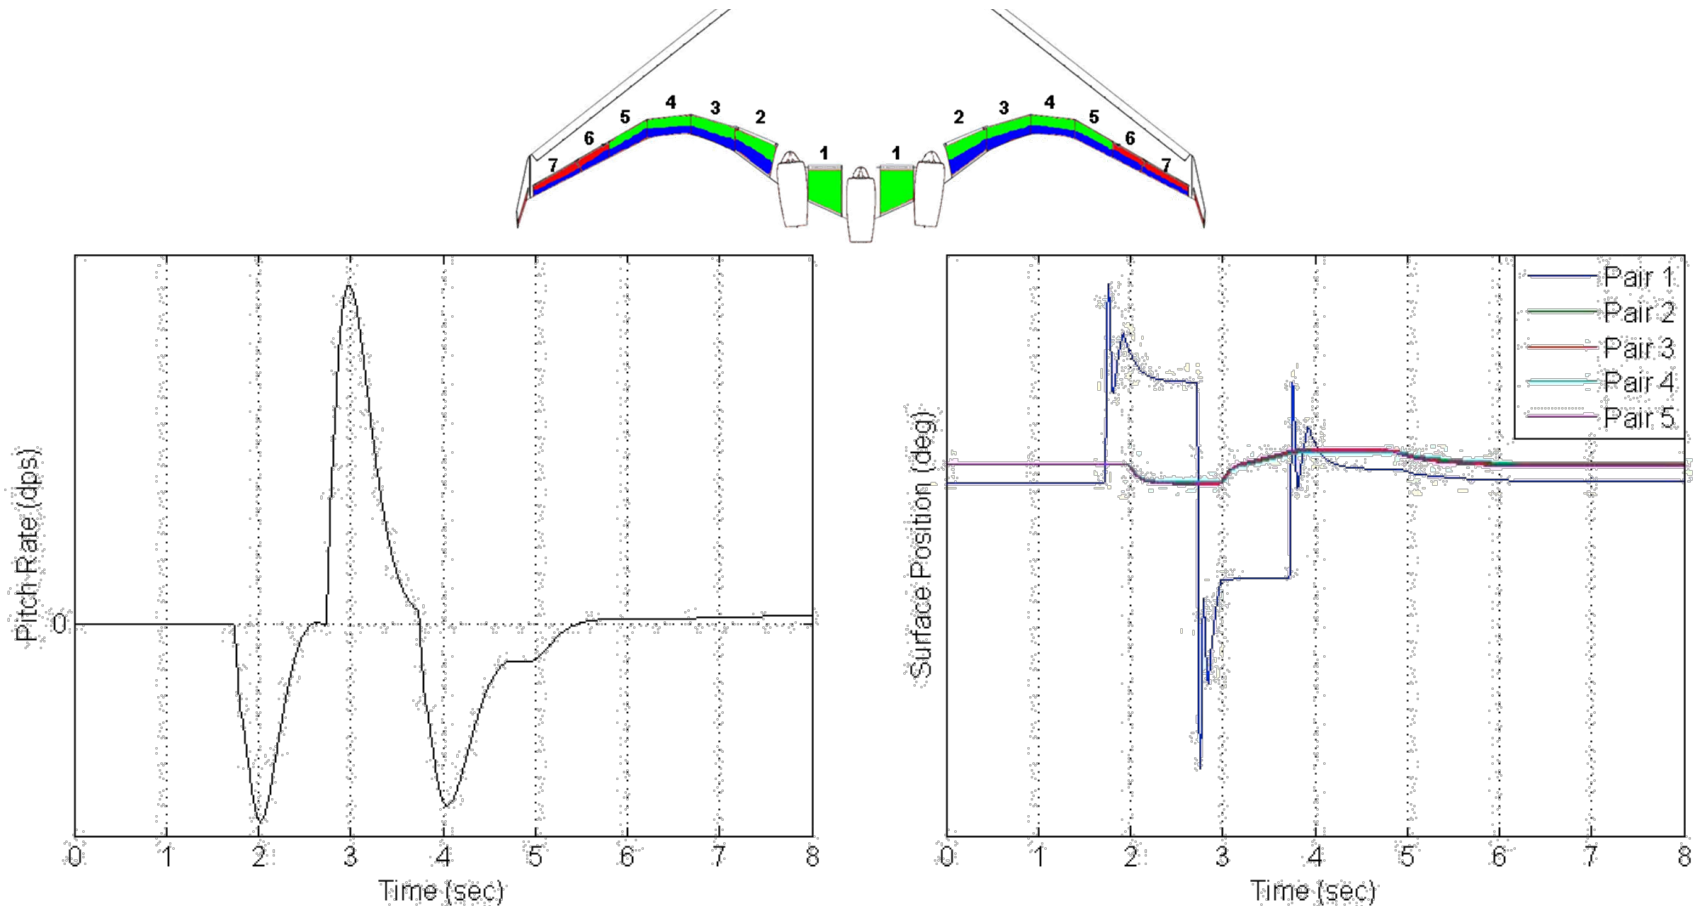 4 4
5 3 3 5
6 2 2 6
7 1 1 7
Pitch Rate (dps)
0
0 1 2 3 4 5 6 7 8
Time (sec)
Surface Position (deg)
Pair 1
Pair 2
Pair 3
Pair 4
Pair 5
0 1 2 3 4 5 6 7 8
Time (sec)